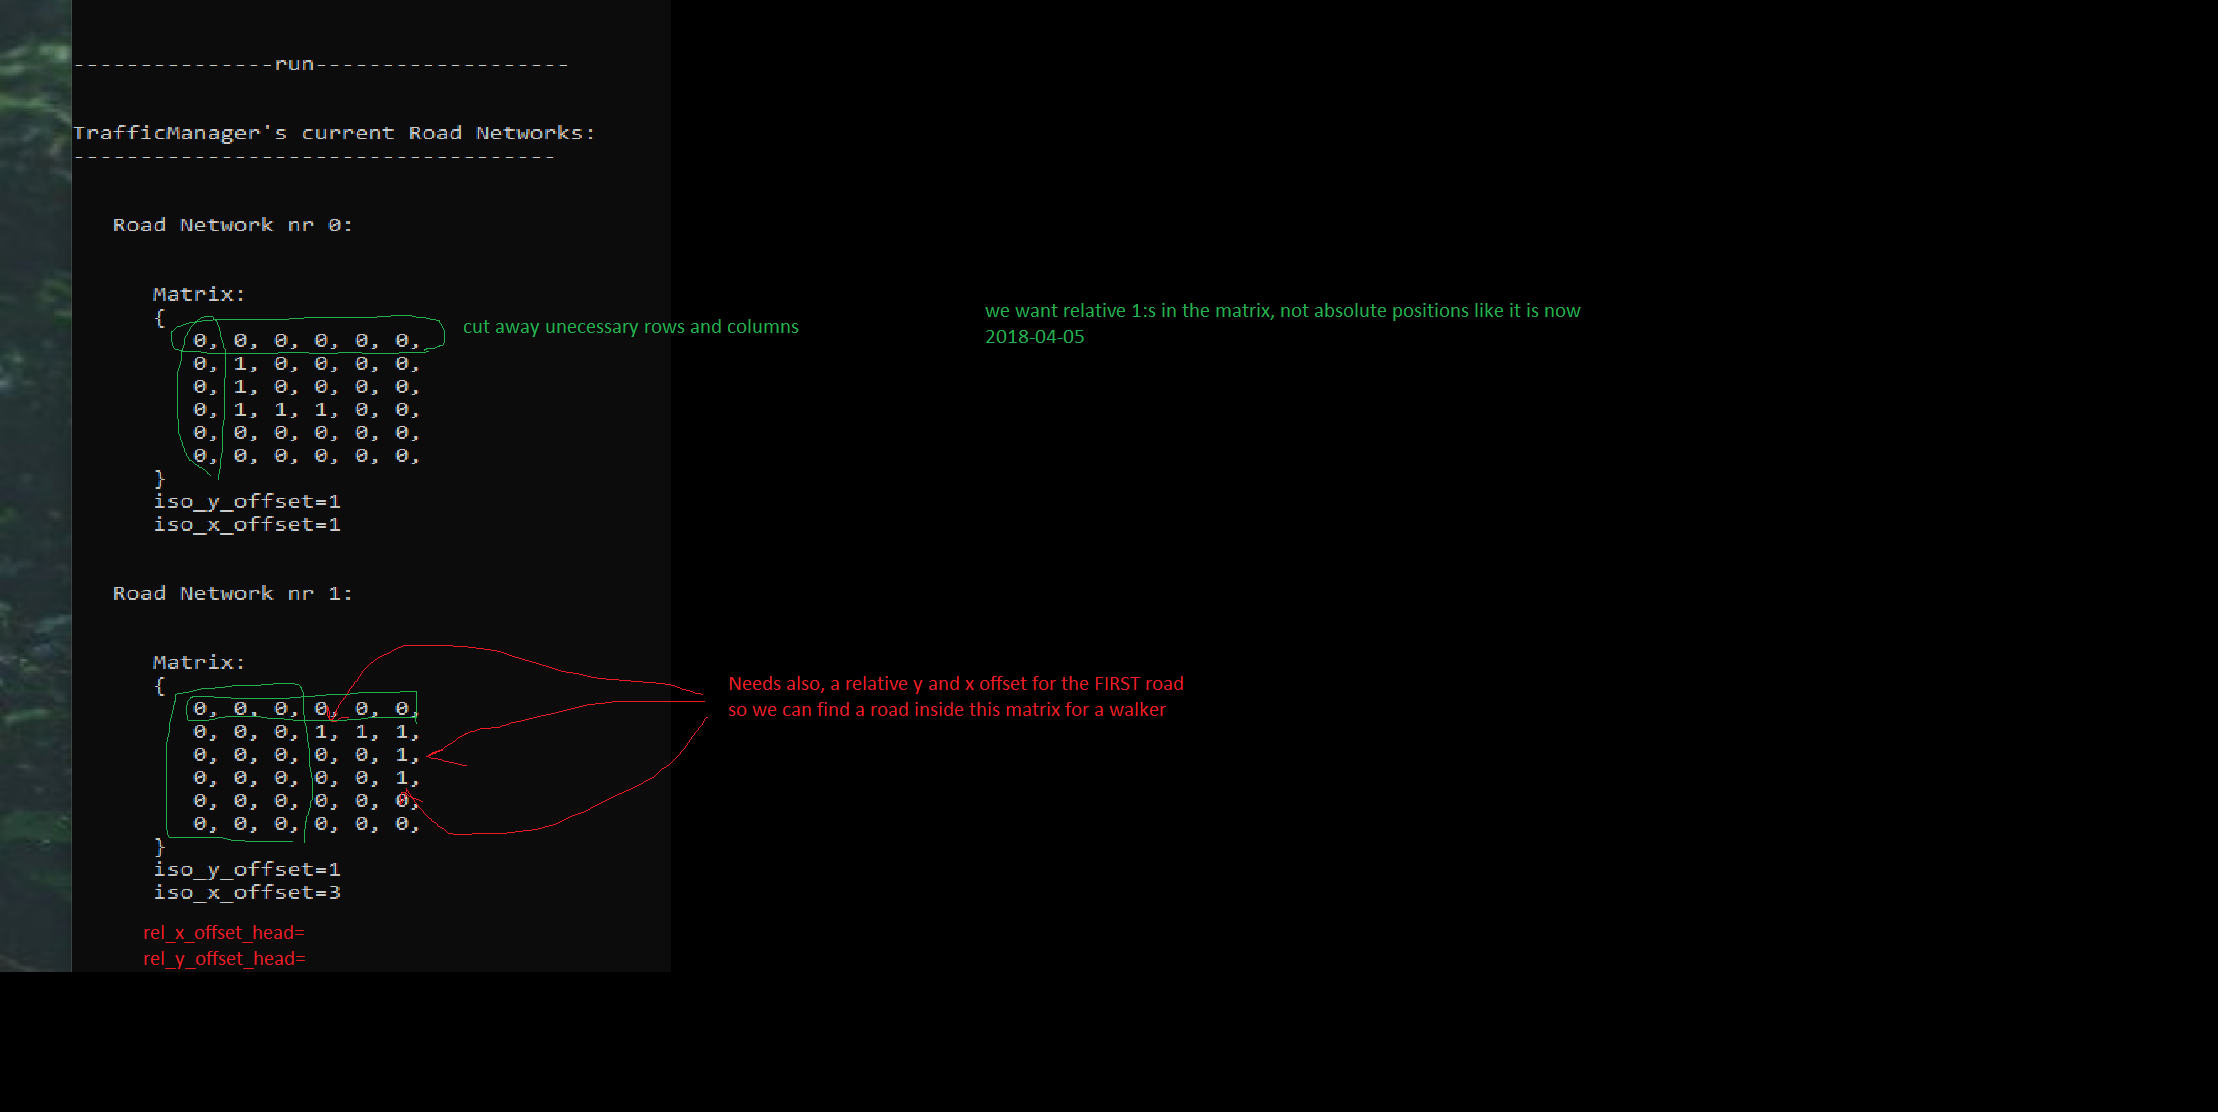 ---------------run-------------------
TrafficManager's current Road Networks:
------------------------------------
Road Network nr 0:
Matrix:
{
0, 0, 0, 0, 0, 0,
0, 1, 0, 0, 0, 0,
0, 1, 0, 0, 0, 0,
0, 1, 1, 1, 0, 0,
0, 0, 0, 0, 0, 0,
0, 0, 0, 0, 0, 0,
}
iso_y_offset=1
iso_x_offset=1
cut away unecessary rows and columns
we want relative 1:s in the matrix, not absolute positions like it is now
2018-04-05
Road Network nr 1:
Matrix:
{
0, 0, 0, 0, 0, 0,
0, 0, 0, 1, 1, 1,
0, 0, 0, 0, 0, 1,
0, 0, 0, 0, 0, 1,
0, 0, 0, 0, 0, 0,
0, 0, 0, 0, 0, 0,
}
iso_y_offset=1
iso_x_offset=3
Needs also, a relative y and x offset for the FIRST road
so we can find a road inside this matrix for a walker
rel_x_offset_head=
rel_y_offset_head=